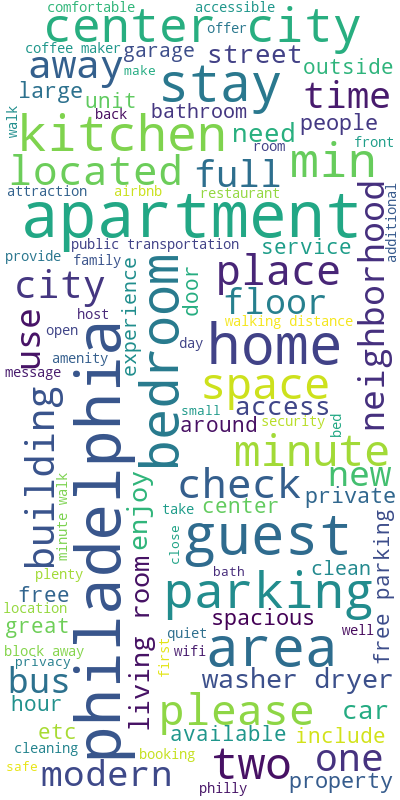 comfortable
accessible
center city
offer
coffee maker
garage
street
away
make
stay
outside
large
unit
back
bathroom
time
walk
kitchen
need
people
min
room
front
located
full
attraction
airbnb
restaurant
apartment
additional
neighborhood
public transportation
service
provide
family
experience
door
bedroom
place
city
floor
host
use
open
day
walking distance
philadelphia
home
amenity
message
space
small
access
bed
building
around
security
minute
minute walk
enjoy
check
new
private
take
center
close
guest
free parking
plenty
free
living room
bath
clean
parking
location
great
spacious
quiet
well
block away
first
wifi
area
privacy
bus
washer dryer
hour
please
car
etc
available
include
cleaning
booking
two
one
safe
modern
philly
property